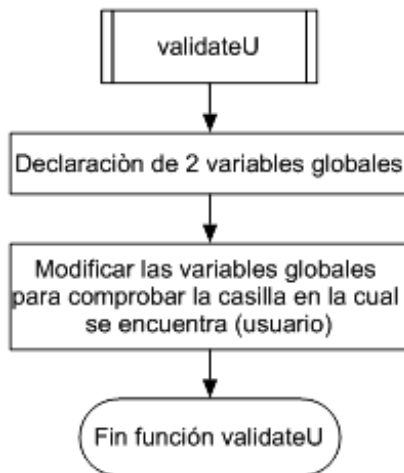 validateU
Declaraciòn de 2 variables globales
Modificar las variables globales
para comprobar la casilla en la cual
se encuentra (usuario)
Fin función validateU